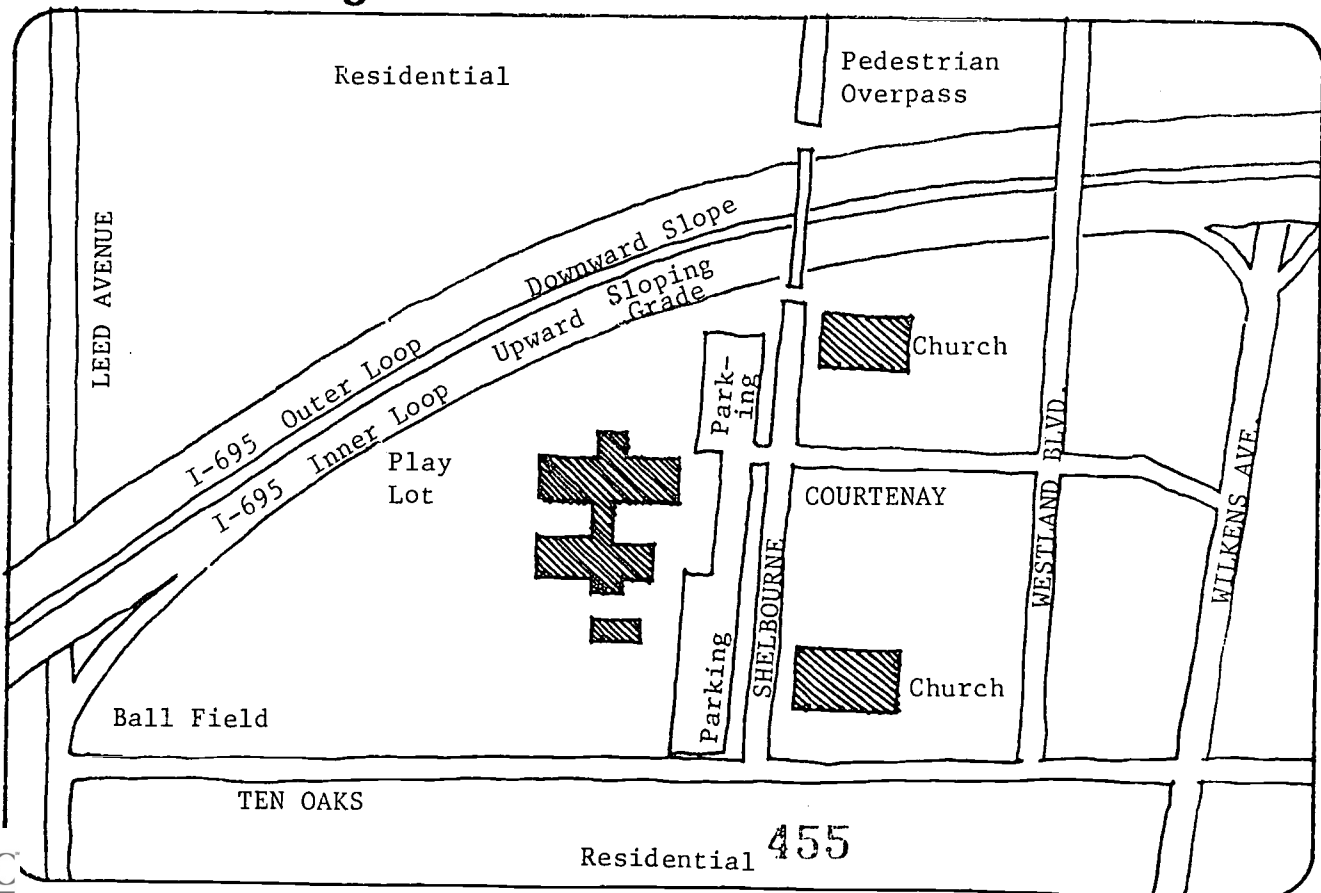 Residential
Pedestrian
Overpass
LEED AVENUE
Downward Slope
Upward Sloping
Grade
I-695 Outer Loop
I-695 Inner Loop
Church
Park-
ing
Play
Lot
COURTENAY
SHELBOURNE
WESTLAND BLVD.
WILKENS AVE.
Parking
Church
Ball Field
TEN OAKS
Residential
455